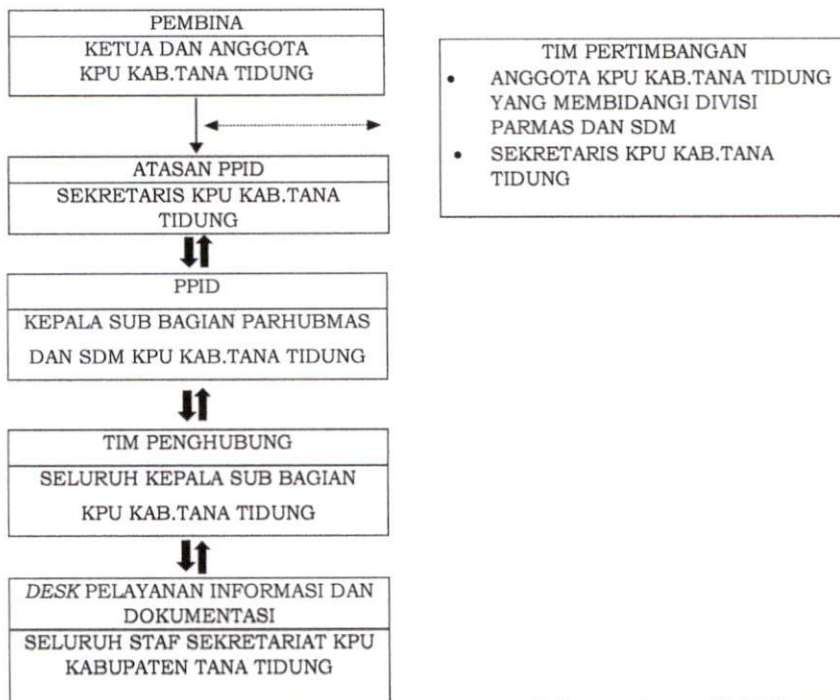 PEMBINA
KETUA DAN ANGGOTA
KPU KAB.TANA TIDUNG
TIM PERTIMBANGAN
• ANGGOTA KPU KAB.TANA TIDUNG
YANG MEMBIDANGI DIVISI
PARMAS DAN SDM
• SEKRETARIS KPU KAB.TANA
TIDUNG
ATASAN PPID
SEKRETARIS KPU KAB.TANA
TIDUNG
PPID
KEPALA SUB BAGIAN PARHUBMAS
DAN SDM KPU KAB.TANA TIDUNG
TIM PENGHUBUNG
SELURUH KEPALA SUB BAGIAN
KPU KAB.TANA TIDUNG
DESK PELAYANAN INFORMASI DAN
DOKUMENTASI
SELURUH STAF SEKRETARIAT KPU
KABUPATEN TANA TIDUNG